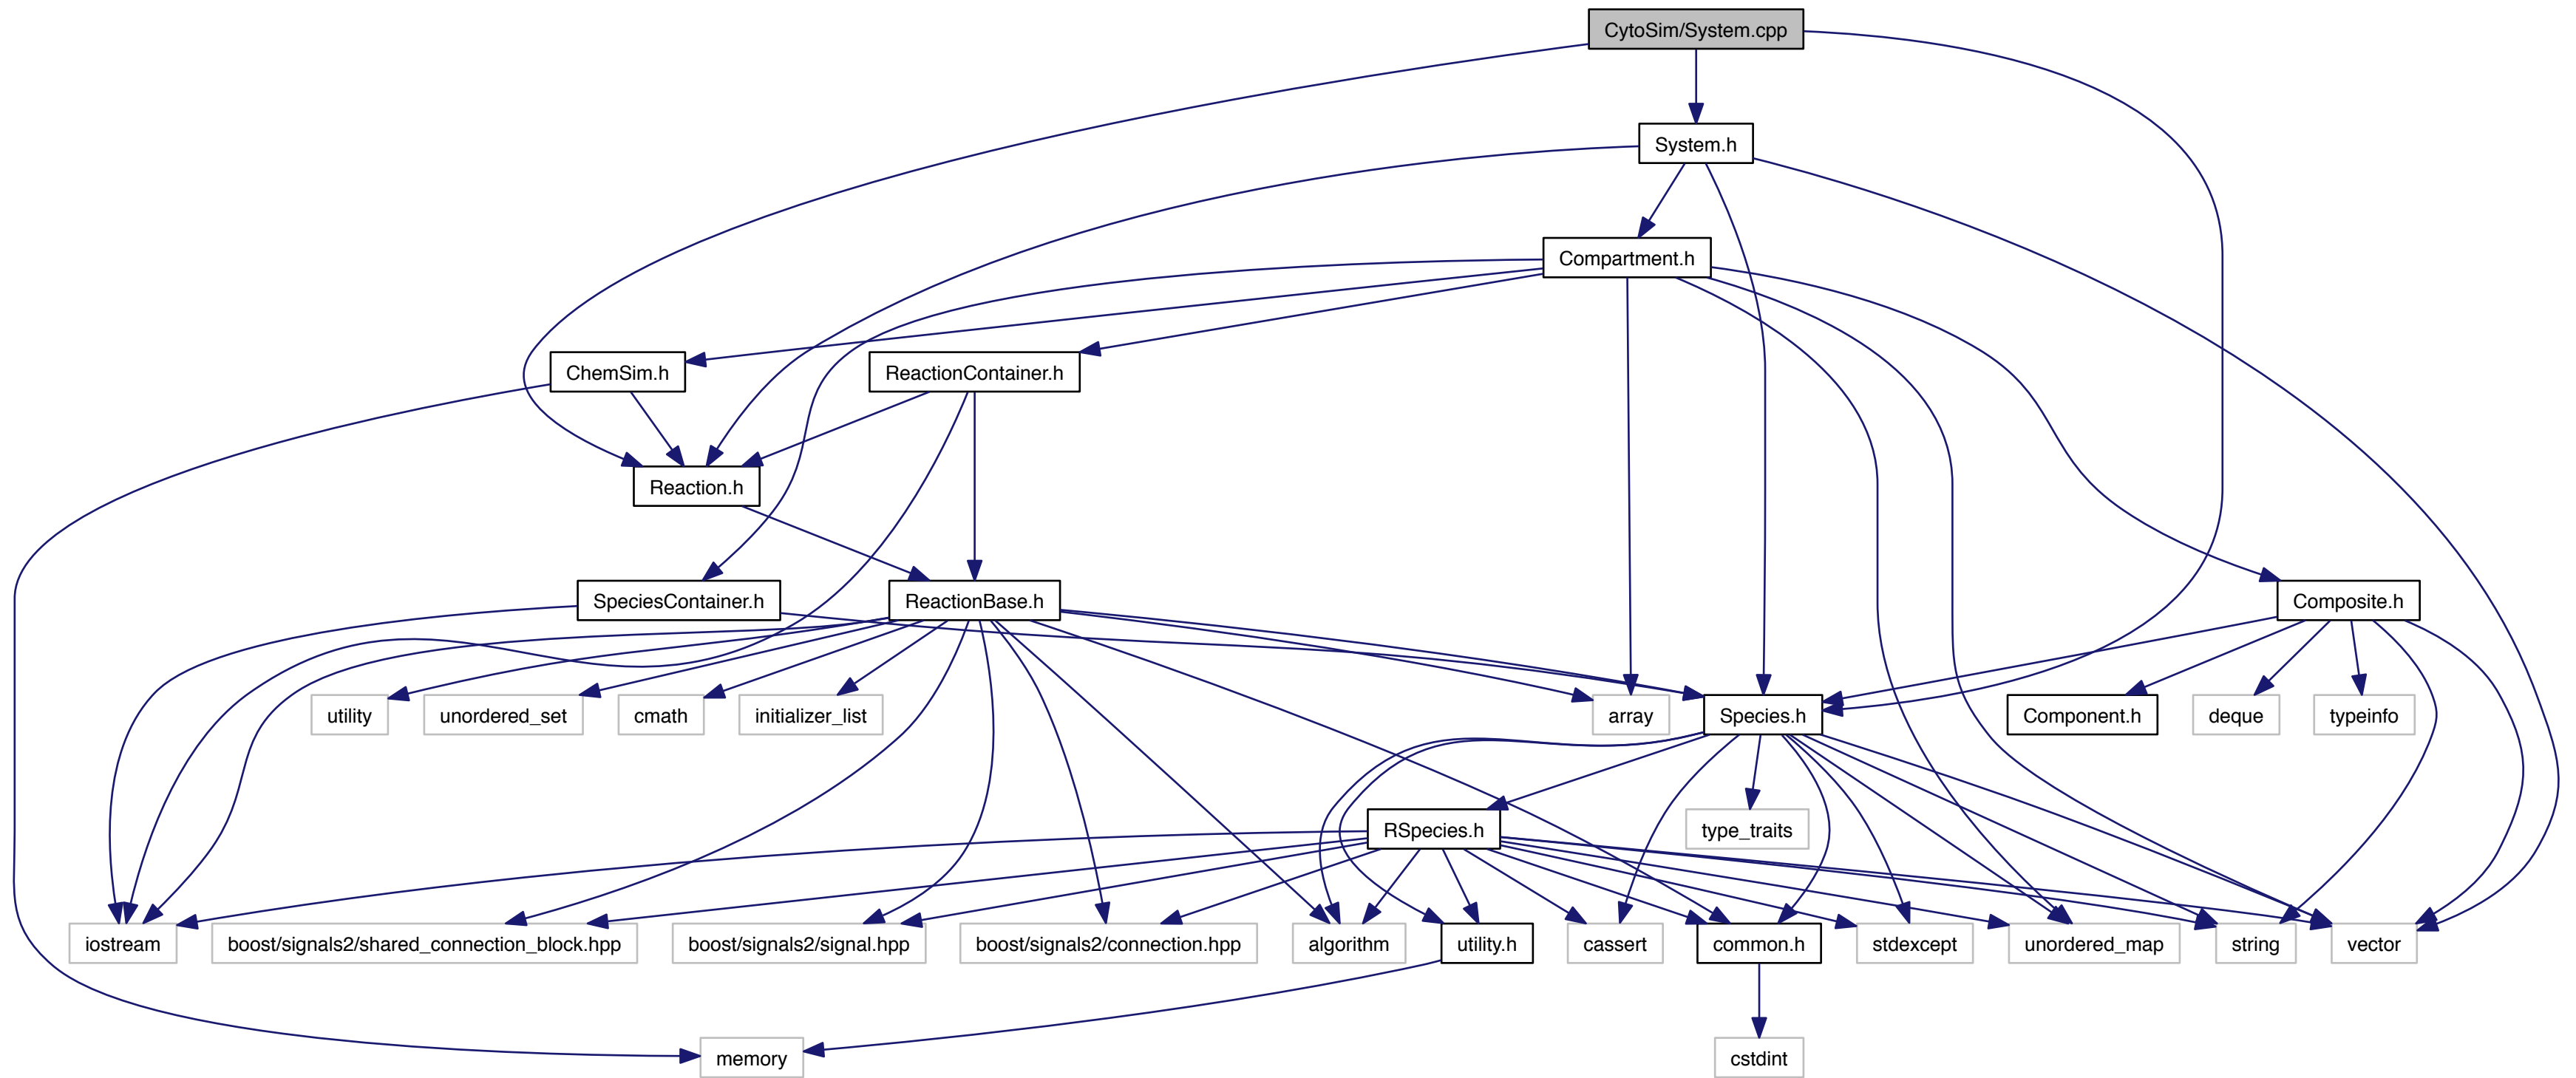 CytoSim/System.cpp
System.h
Compartment.h
ChemSim.h
ReactionContainer.h
Reaction.h
SpeciesContainer.h
ReactionBase.h
Composite.h
utility
unordered_set
cmath
initializer_list
array
Species.h
Component.h
deque
typeinfo
RSpecies.h
type_traits
iostream
boost/signals2/shared_connection_block.hpp
boost/signals2/signal.hpp
boost/signals2/connection.hpp
algorithm
utility.h
cassert
common.h
stdexcept
unordered_map
string
vector
memory
cstdint